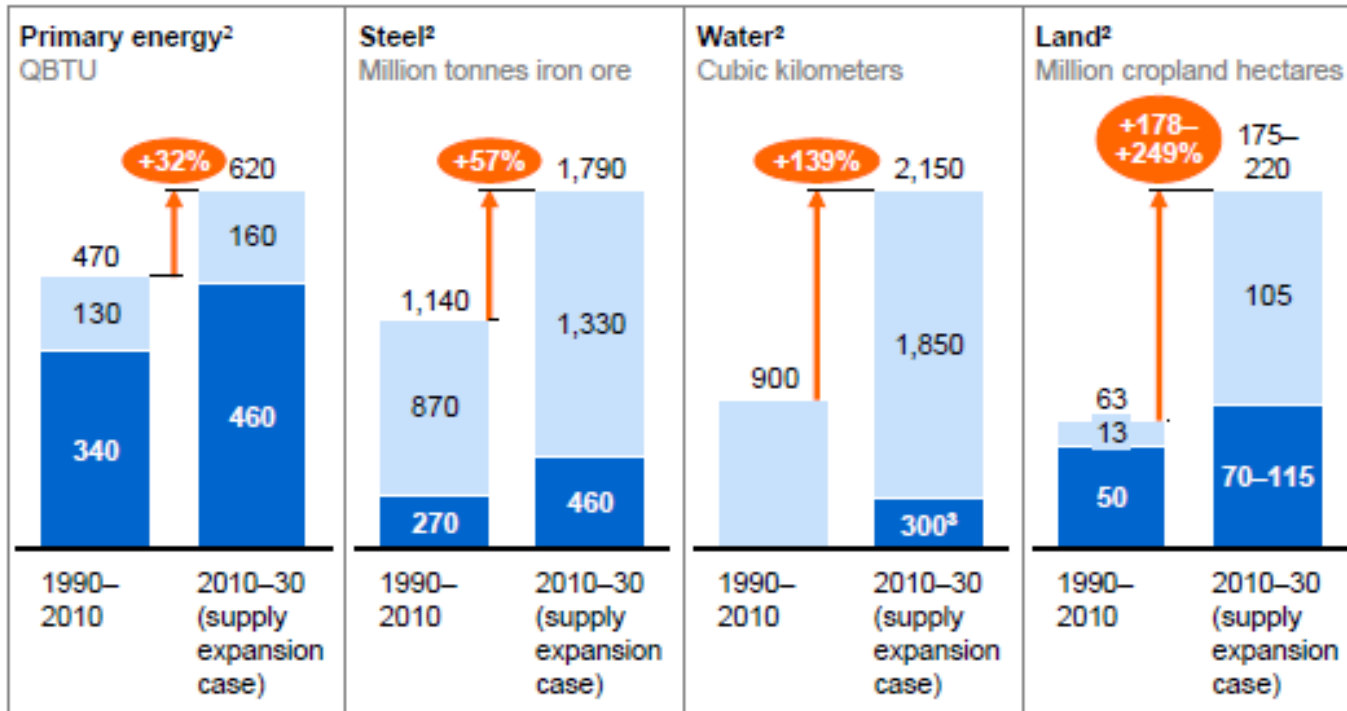 Primary energy²
QBTU
+32%
620
160
470
130
460
340
1990–
2010
2010–30
(supply
expansion
case)
Steel²
Million tonnes iron ore
+57%
1,790
1,140
1,330
870
460
270
1990–
2010
2010–30
(supply
expansion
case)
Water²
Cubic kilometers
+139%
2,150
900
1,850
300³
1990–
2010
2010–30
(supply
expansion
case)
Land²
Million cropland hectares
+178–
+249%
175–
220
105
63
13
70–115
50
1990–
2010
2010–30
(supply
expansion
case)